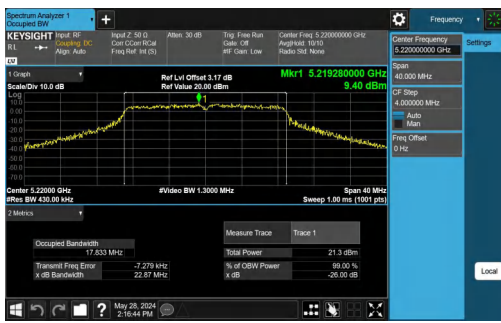 Spectrum Analyzer 1
Occupied BW
+
Frequency
KEYSIGHT
Input: RF
Coupling: DC
Align: Auto
RL
Input Z: 50 Ω
Corr CCorr RCal
Freq Ref: Int (S)
Atten: 30 dB
Trig: Free Run
Gate: Off
#IF Gain: Low
Center Freq: 5.220000000 GHz
Avg|Hold: 10/10
Radio Std: None
Center Frequency
5.220000000 GHz
Settings
Span
40.000 MHz
CF Step
4.000000 MHz
Auto
Man
Freq Offset
0 Hz
Local
1 Graph
Scale/Div 10.0 dB
Ref Lvl Offset 3.17 dB
Ref Value 20.00 dBm
Mkr1 5.219280000 GHz
9.40 dBm
Log
10.0
0.00
-10.0
-20.0
-30.0
-40.0
-50.0
-60.0
-70.0
1
Center 5.22000 GHz
#Res BW 430.00 kHz
#Video BW 1.3000 MHz
Span 40 MHz
Sweep 1.00 ms (1001 pts)
2 Metrics
Measure Trace Trace 1
Occupied Bandwidth
17.833 MHz
Total Power 21.3 dBm
Transmit Freq Error -7.279 kHz
% of OBW Power 99.00 %
x dB Bandwidth 22.87 MHz
x dB -26.00 dB
?
May 28, 2024
2:16:44 PM